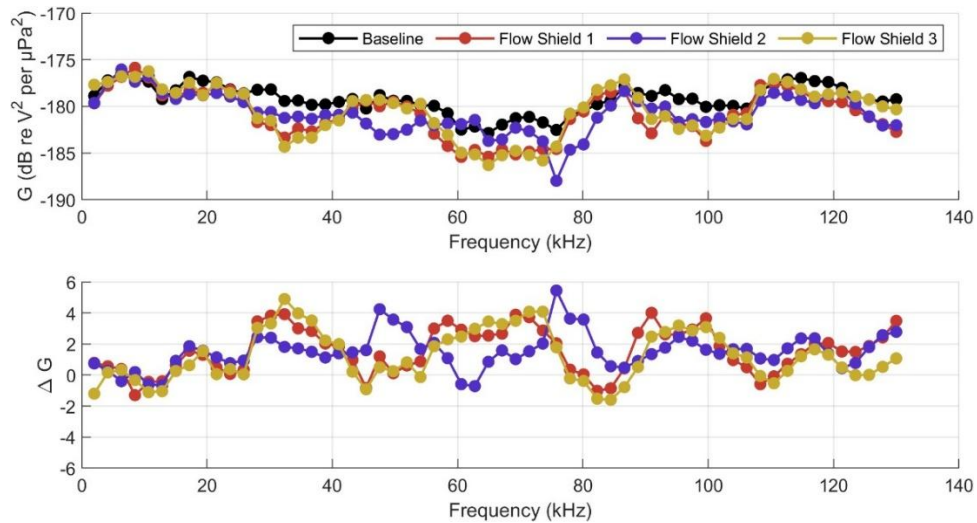 -170
-175
-180
-185
-190
G (dB re V² per µPa²)
Baseline
Flow Shield 1
Flow Shield 2
Flow Shield 3
0 20 40 60 80 100 120 140
Frequency (kHz)
6
4
2
0
-2
-4
-6
Δ G
0 20 40 60 80 100 120 140
Frequency (kHz)